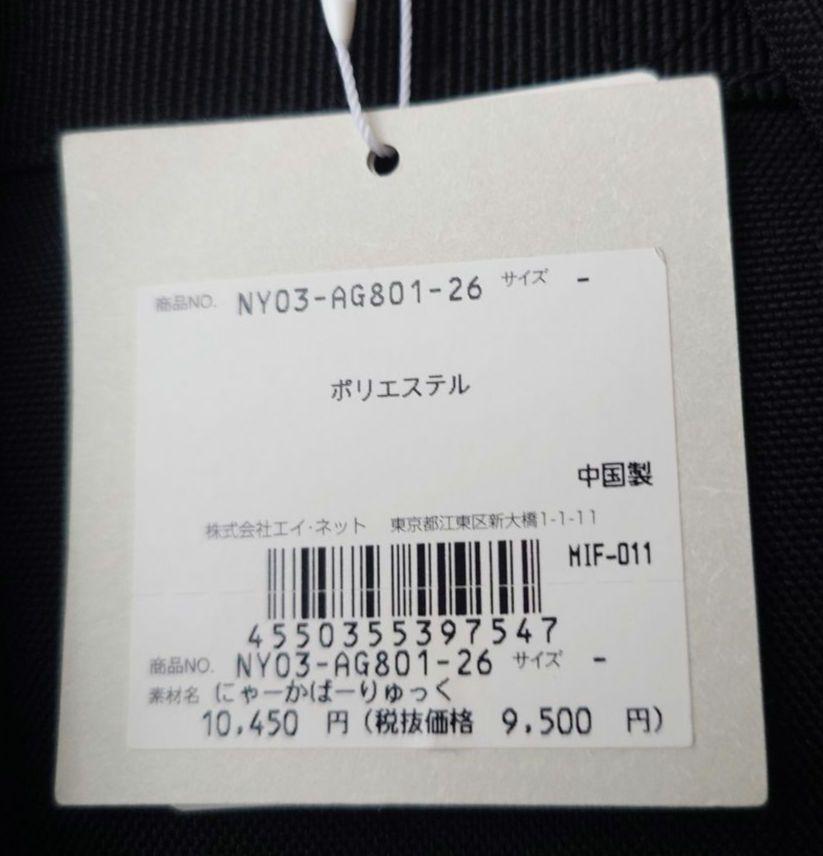 商品NO. NY03-AG801-26 サイズ -
ポリエステル
中国製
株式会社エイ・ネット 東京都江東区新大橋1-1-11
MIF-011
4550355397547
商品NO. NY03-AG801-26 サイズ -
素材名 にゃーかばーりゅっく
10,450 円(税抜価格 9,500 円)